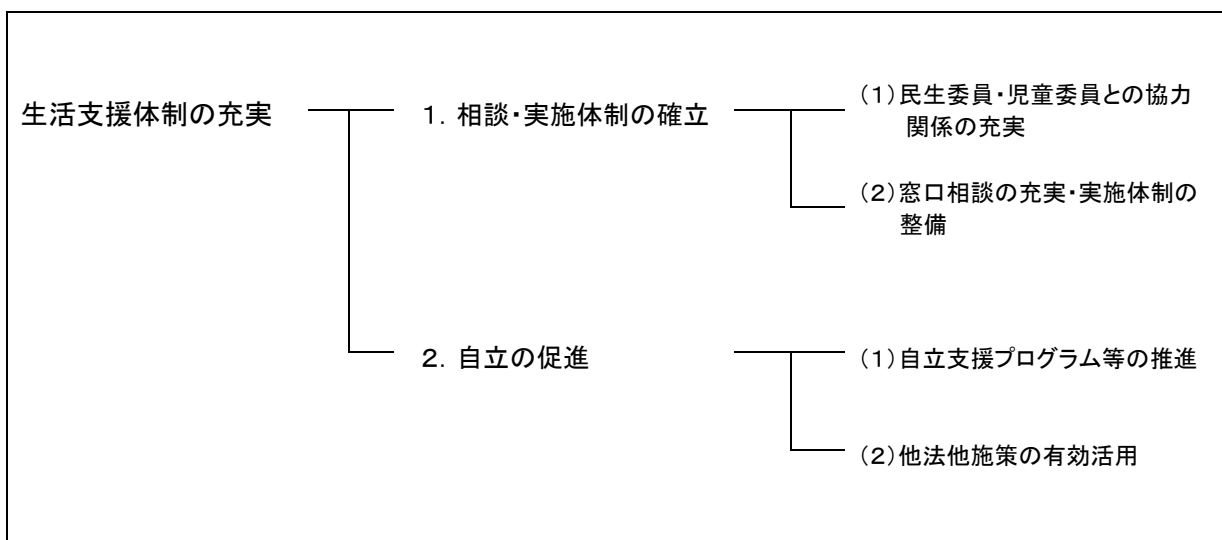 生活支援体制の充実
1．相談・実施体制の確立
（1）民生委員・児童委員との協力
関係の充実
（2）窓口相談の充実・実施体制の
整備
2．自立の促進
（1）自立支援プログラム等の推進
（2）他法他施策の有効活用